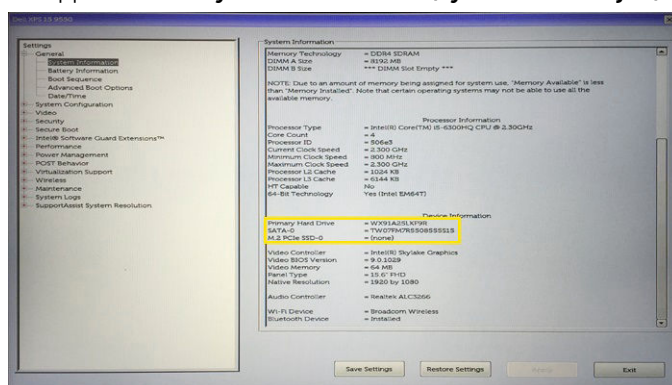 Dell XPS 15 9550
Settings
General
System Information
Battery Information
Boot Sequence
Advanced Boot Options
Date/Time
System Configuration
Video
Security
Secure Boot
Intel® Software Guard Extensions™
Performance
Power Management
POST Behavior
Virtualization Support
Wireless
Maintenance
System Logs
SupportAssist System Resolution
System Information
Memory Technology = DDR4 SDRAM
DIMM A Size = 8192 MB
DIMM B Size *** DIMM Slot Empty ***
NOTE: Due to an amount of memory being assigned for system use, "Memory Available" is less
than "Memory Installed". Note that certain operating systems may not be able to use all the
available memory.
Processor Information
Processor Type = Intel(R) Core(TM) i5-6300HQ CPU @ 2.30GHz
Core Count = 4
Processor ID = 506e3
Current Clock Speed = 2.300 GHz
Minimum Clock Speed = 800 MHz
Maximum Clock Speed = 2.300 GHz
Processor L2 Cache = 1024 KB
Processor L3 Cache = 6144 KB
HT Capable No
64-Bit Technology Yes (Intel EM64T)
Device Information
Primary Hard Drive
SATA-0
M.2 PCIe SSD-0 = (none)
Video Controller = Intel(R) Skylake Graphics
Video BIOS Version = 9.0.1029
Video Memory = 64 MB
Panel Type = 15.6" FHD
Native Resolution = 1920 by 1080
Audio Controller = Realtek ALC3266
Wi-Fi Device = Broadcom Wireless
Bluetooth Device = Installed
Save Settings
Restore Settings
Apply
Exit